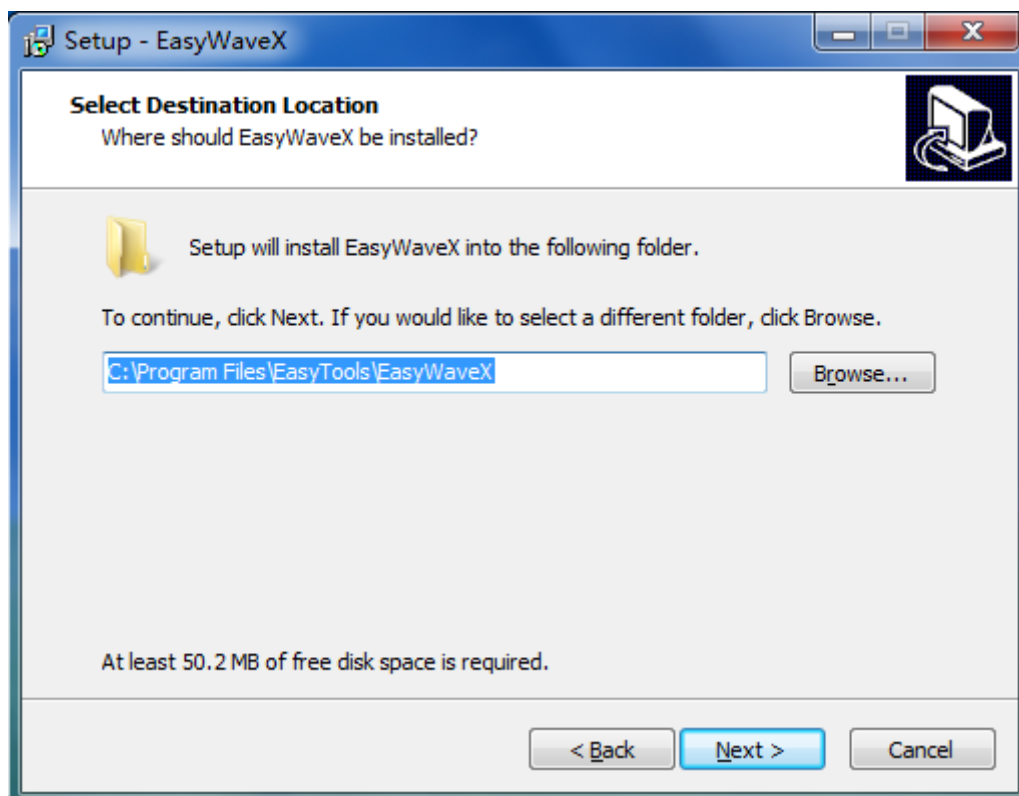 Setup - EasyWaveX
Select Destination Location
Where should EasyWaveX be installed?
Setup will install EasyWaveX into the following folder.
To continue, click Next. If you would like to select a different folder, click Browse.
C:\Program Files\EasyTools\EasyWaveX
Browse...
At least 50.2 MB of free disk space is required.
< Back
Next >
Cancel